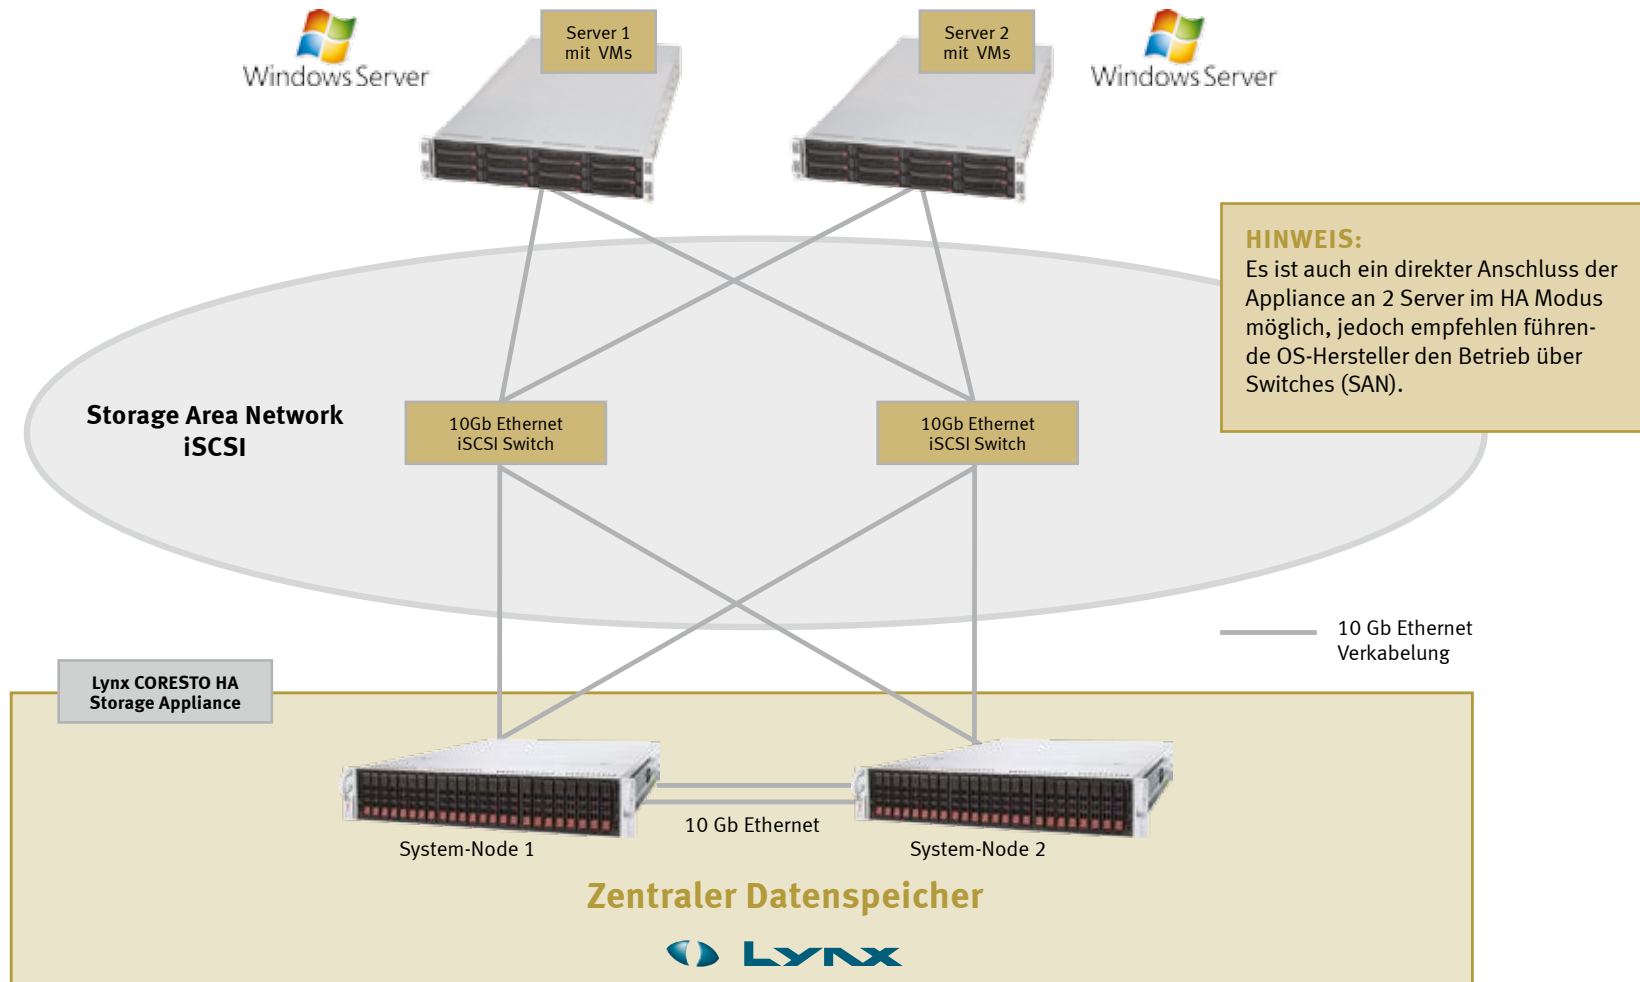 Windows Server
Server 1
mit VMs
Server 2
mit VMs
Windows Server
HINWEIS:
Es ist auch ein direkter Anschluss der
Appliance an 2 Server im HA Modus
möglich, jedoch empfehlen führen-
de OS-Hersteller den Betrieb über
Switches (SAN).
Storage Area Network
iSCSI
10Gb Ethernet
iSCSI Switch
10Gb Ethernet
iSCSI Switch
10 Gb Ethernet
Verkabelung
Lynx CORESTO HA
Storage Appliance
10 Gb Ethernet
System-Node 1
System-Node 2
Zentraler Datenspeicher
Lynx